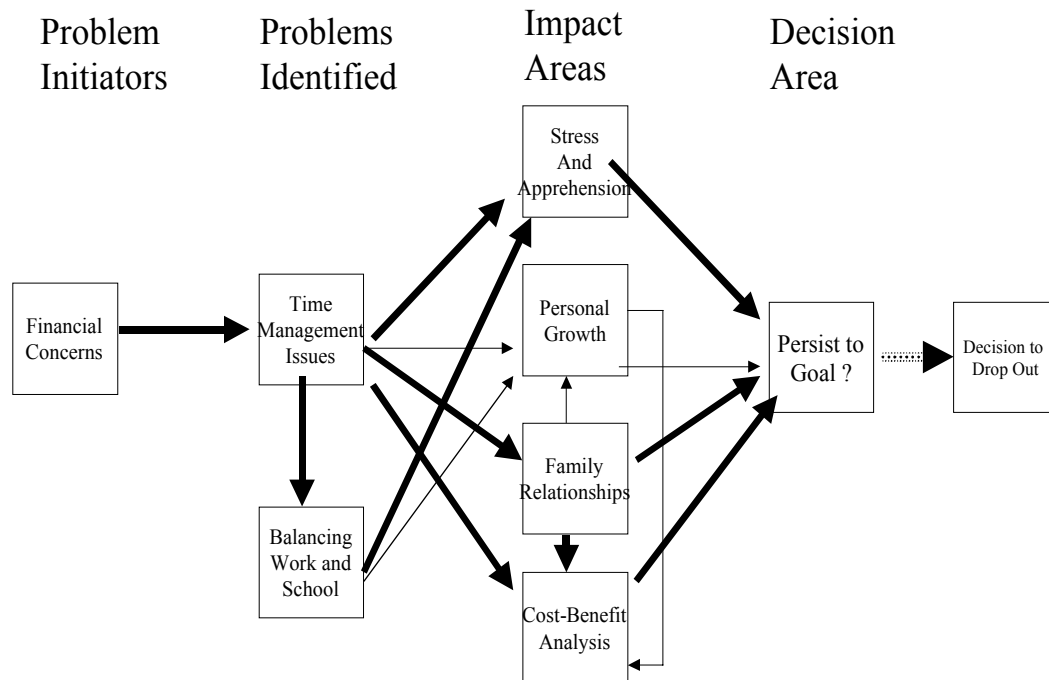 Problem
Initiators
Problems
Identified
Impact
Areas
Decision
Area
Stress
And
Apprehension
Financial
Concerns
Time
Management
Issues
Personal
Growth
Persist to
Goal ?
Decision to
Drop Out
Family
Relationships
Balancing
Work and
School
Cost-Benefit
Analysis